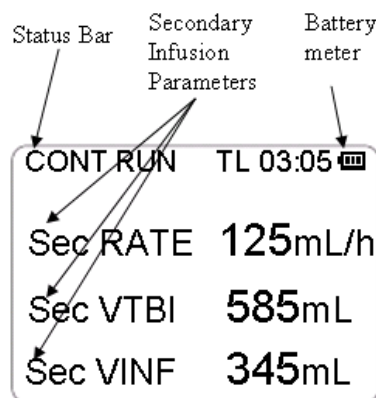 Status Bar
Secondary
Infusion
Parameters
Battery
meter
CONT RUN TL 03:05
Sec RATE 125mL/h
Sec VTBI 585mL
Sec VINF 345mL